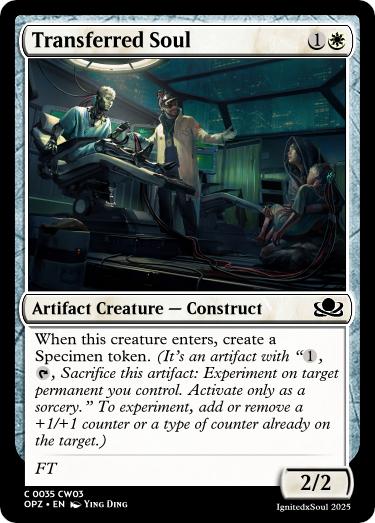 Transferred Soul 1
Artifact Creature — Construct
When this creature enters, create a
Specimen token. (It's an artifact with “1,
, Sacrifice this artifact: Experiment on target
permanent you control. Activate only as a
sorcery.” To experiment, add or remove a
+1/+1 counter or a type of counter already on
the target.)
FT
2/2
C 0035 CW03
OPZ • EN Ying Ding
IgnitedxSoul 2025